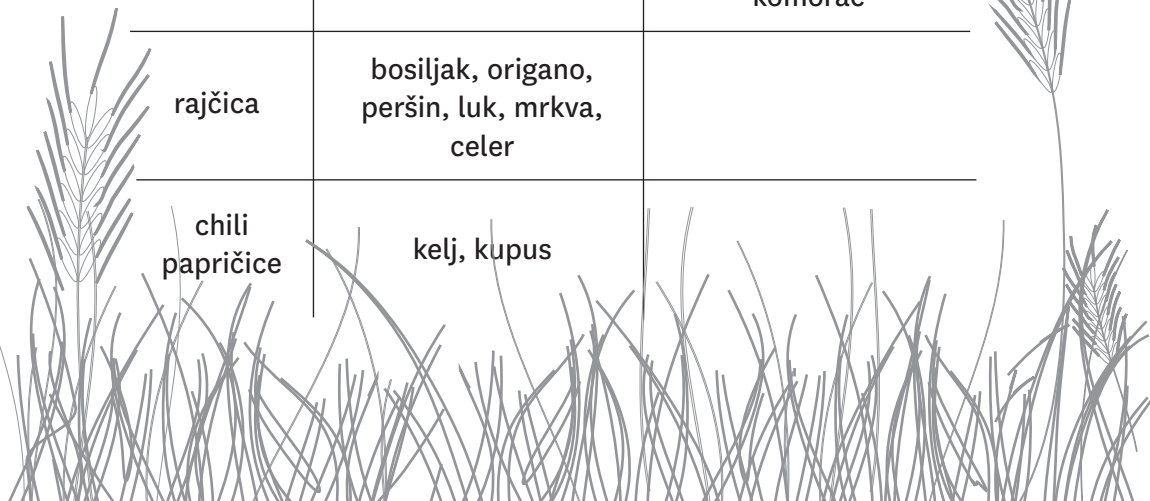 komorač
rajčica
bosiljak, origano,
peršin, luk, mrkva,
celer
chili
papričice
kelj, kupus